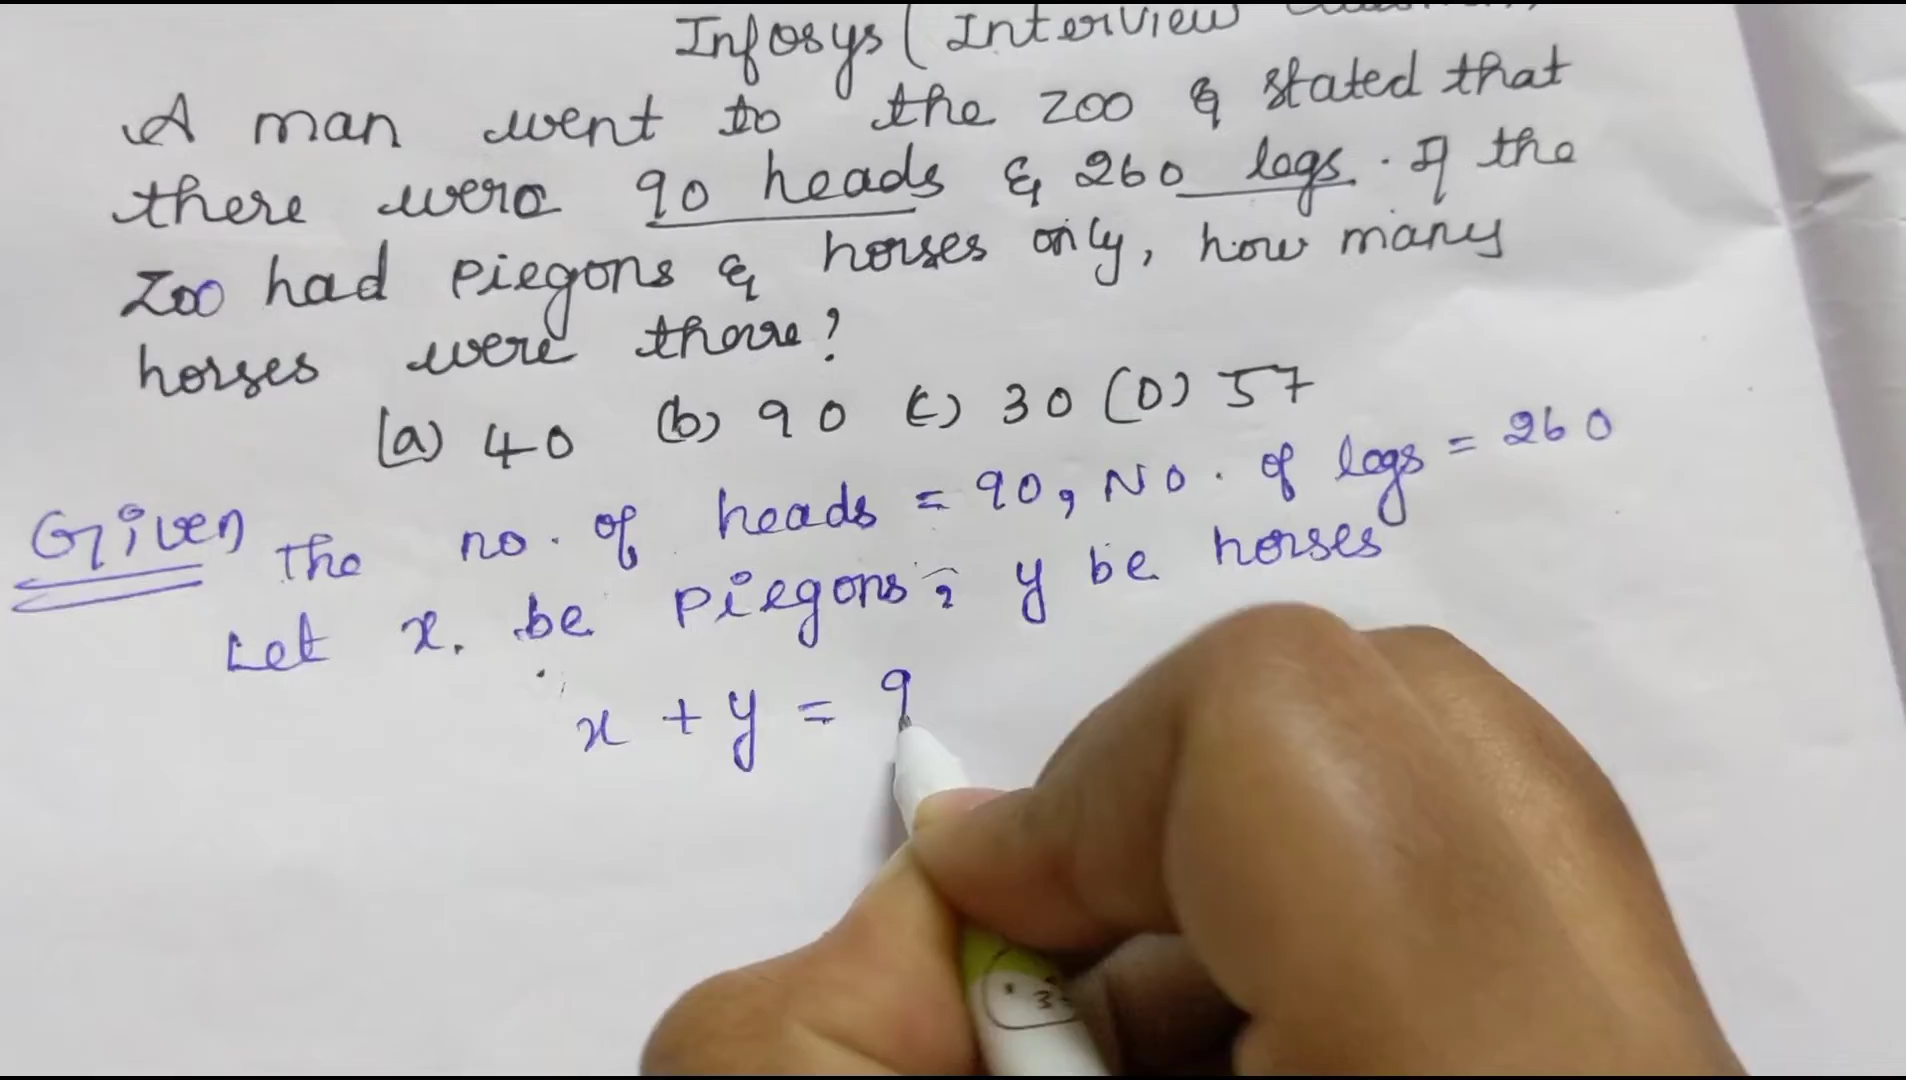 Infosys (Interview
A man went to the zoo & stated that
there were 90 heads & 260 legs. If the
Zoo had Piegons & horses only, how many
horses were there?
(a) 40 (b) 90 (c) 30 (D) 57
Given the no. of heads = 90, No. of legs = 260
Let x. be Piegons, y be horses
x + y = 9